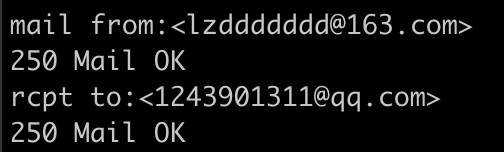 mail from:<lzddddddd@163.com>
250 Mail OK
rcpt to:<1243901311@qq.com>
250 Mail OK